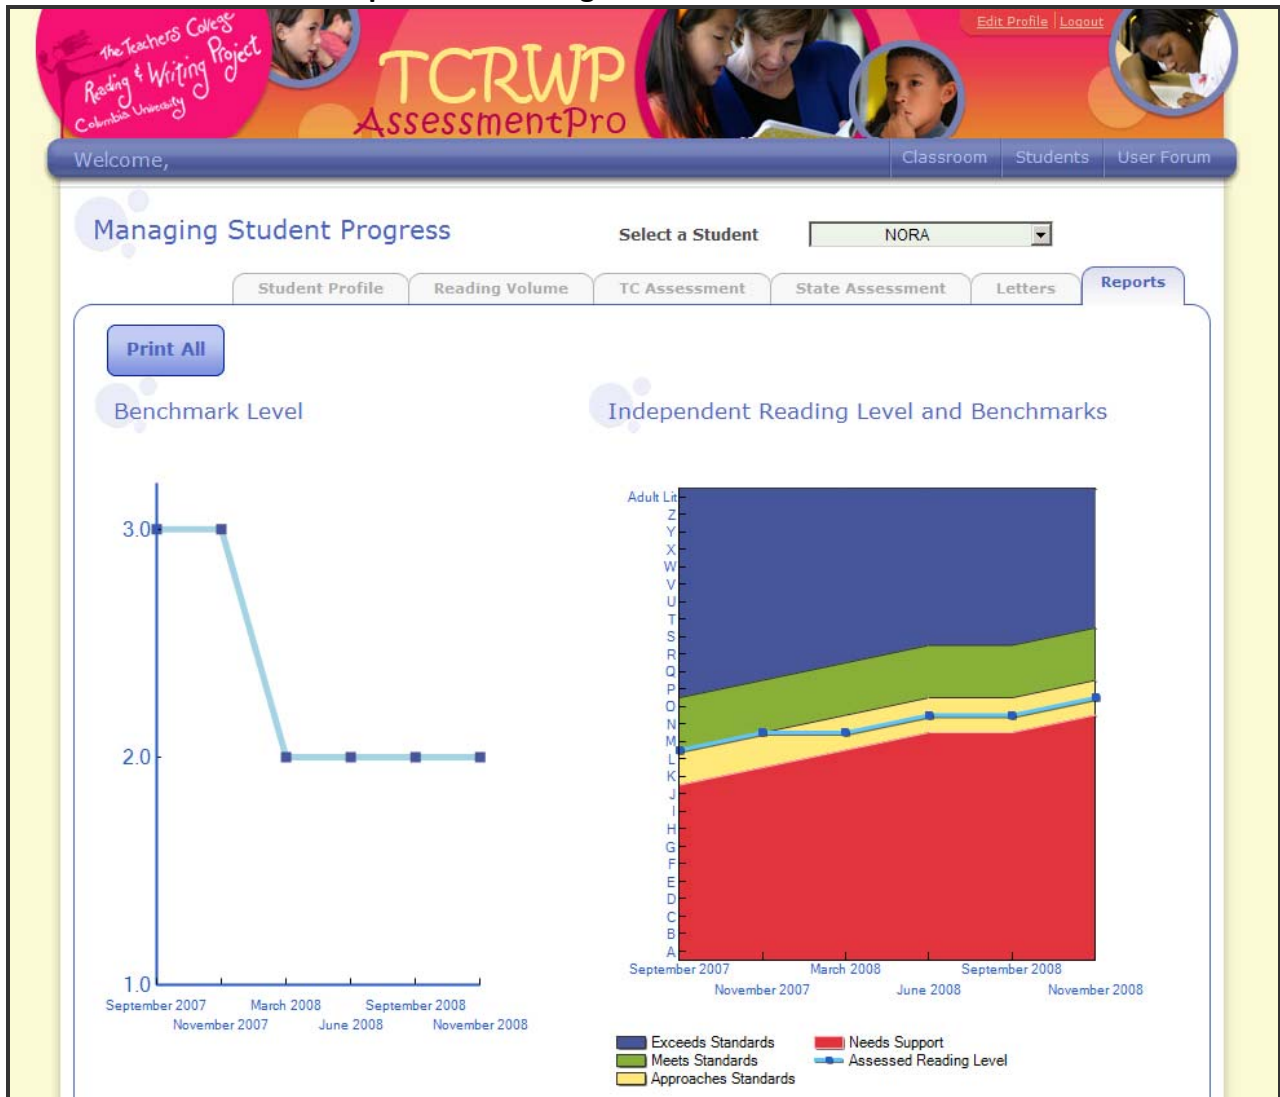 The Teachers College
Reading & Writing Project
Columbia University
TCRWP
AssessmentPro
Edit Profile | Logout
Welcome,
Classroom Students User Forum
Managing Student Progress
Select a Student NORA
Student Profile Reading Volume TC Assessment State Assessment Letters Reports
Print All
Benchmark Level
3.0
2.0
1.0
September 2007 March 2008 September 2008
November 2007 June 2008 November 2008
Independent Reading Level and Benchmarks
Adult Lit
Z
Y
X
W
V
U
T
S
R
Q
P
O
N
M
L
K
J
I
H
G
F
E
D
C
B
A
September 2007 March 2008 September 2008
November 2007 June 2008 November 2008
Exceeds Standards Needs Support
Meets Standards Assessed Reading Level
Approaches Standards